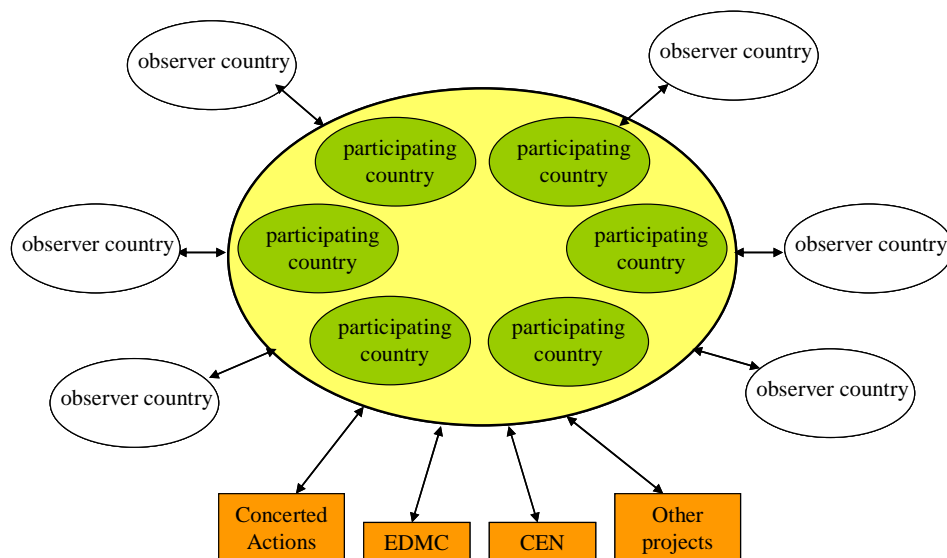 observer country
observer country
participating
country
participating
country
observer country
participating
country
participating
country
observer country
participating
country
participating
country
observer country
observer country
Concerted
Actions
EDMC
CEN
Other
projects